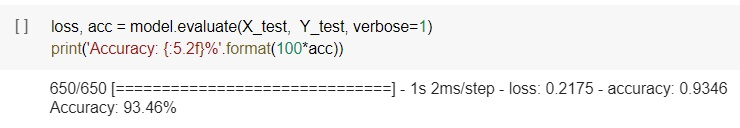 [ ] loss, acc = model.evaluate(X_test,  Y_test, verbose=1)
print('Accuracy: {:5.2f}%'.format(100*acc))
650/650 [==============================] - 1s 2ms/step - loss: 0.2175 - accuracy: 0.9346
Accuracy: 93.46%